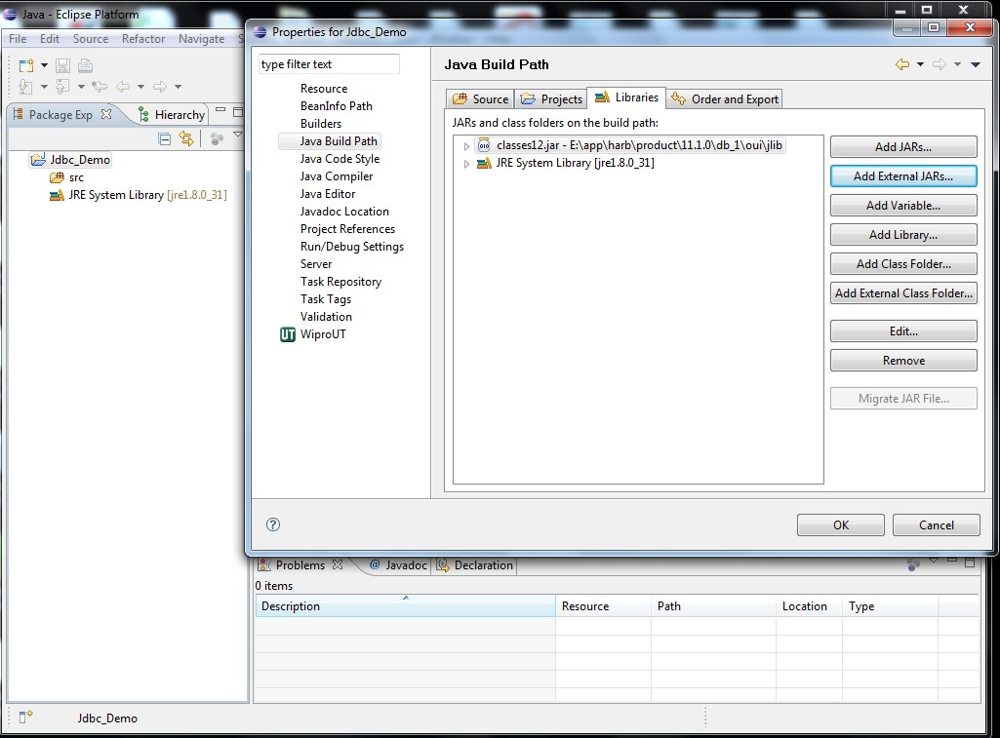 Java - Eclipse Platform
File Edit Source Refactor Navigate S
Package Exp
Hierarchy
Jdbc_Demo
src
JRE System Library [jre1.8.0_31]
Properties for Jdbc_Demo
type filter text
Resource
BeanInfo Path
Builders
Java Build Path
Java Code Style
Java Compiler
Java Editor
Javadoc Location
Project References
Run/Debug Settings
Server
Task Repository
Task Tags
Validation
UT WiproUT
Java Build Path
Source Projects Libraries Order and Export
JARs and class folders on the build path:
010 classes12.jar - E:\app\harb\product\11.1.0\db_1\oui\jlib
JRE System Library [jre1.8.0_31]
Add JARs...
Add External JARs...
Add Variable...
Add Library...
Add Class Folder...
Add External Class Folder...
Edit...
Remove
Migrate JAR File...
?
OK Cancel
Problems @ Javadoc Declaration
0 items
Description Resource Path Location Type
Jdbc_Demo